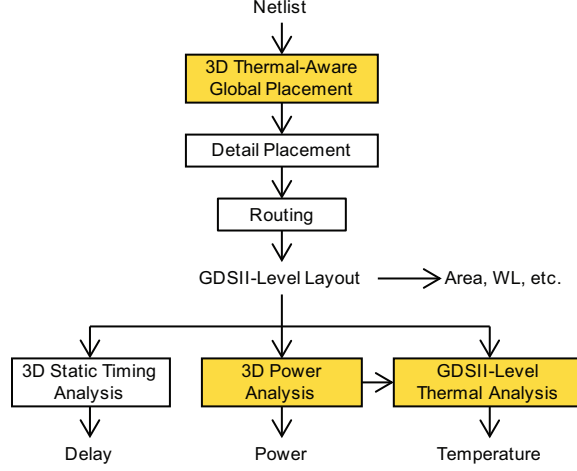 Netlist
3D Thermal-Aware
Global Placement
Detail Placement
Routing
GDSII-Level Layout
Area, WL, etc.
3D Static Timing
Analysis
3D Power
Analysis
GDSII-Level
Thermal Analysis
Delay
Power
Temperature